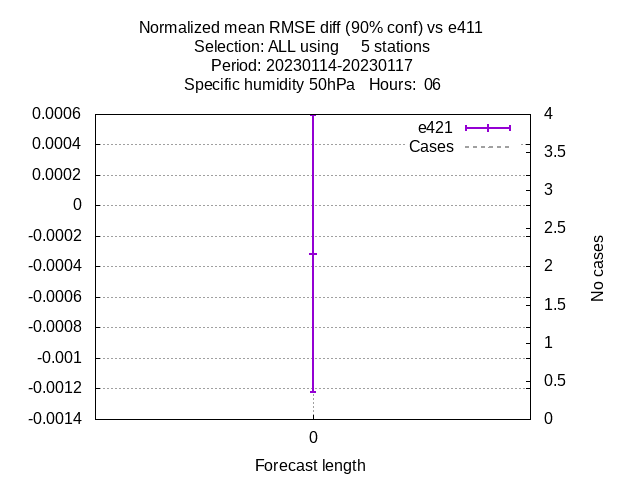 Normalized mean RMSE diff (90% conf) vs e411
Selection: ALL using     5 stations
Period: 20230114-20230117
Specific humidity 50hPa   Hours:  06
0.0006
0.0004
0.0002
0
-0.0002
-0.0004
-0.0006
-0.0008
-0.001
-0.0012
-0.0014
e421
Cases
4
3.5
3
2.5
2
1.5
1
0.5
0
No cases
0
Forecast length